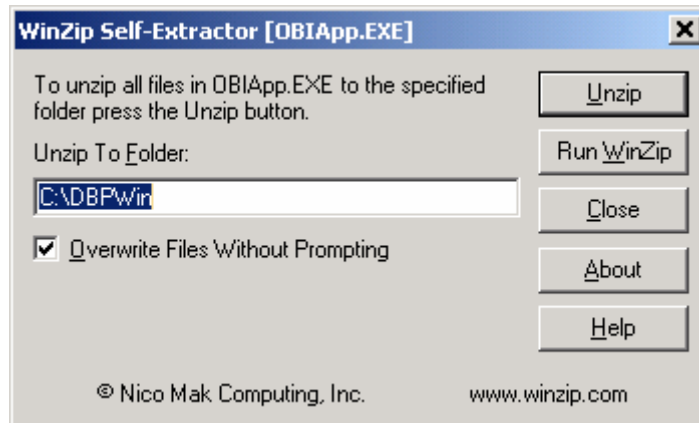 WinZip Self-Extractor [OBIApp.EXE]
To unzip all files in OBIApp.EXE to the specified
folder press the Unzip button.
Unzip To Folder:
C:\DBPWin
Overwrite Files Without Prompting
Unzip
Run WinZip
Close
About
Help
© Nico Mak Computing, Inc.
www.winzip.com